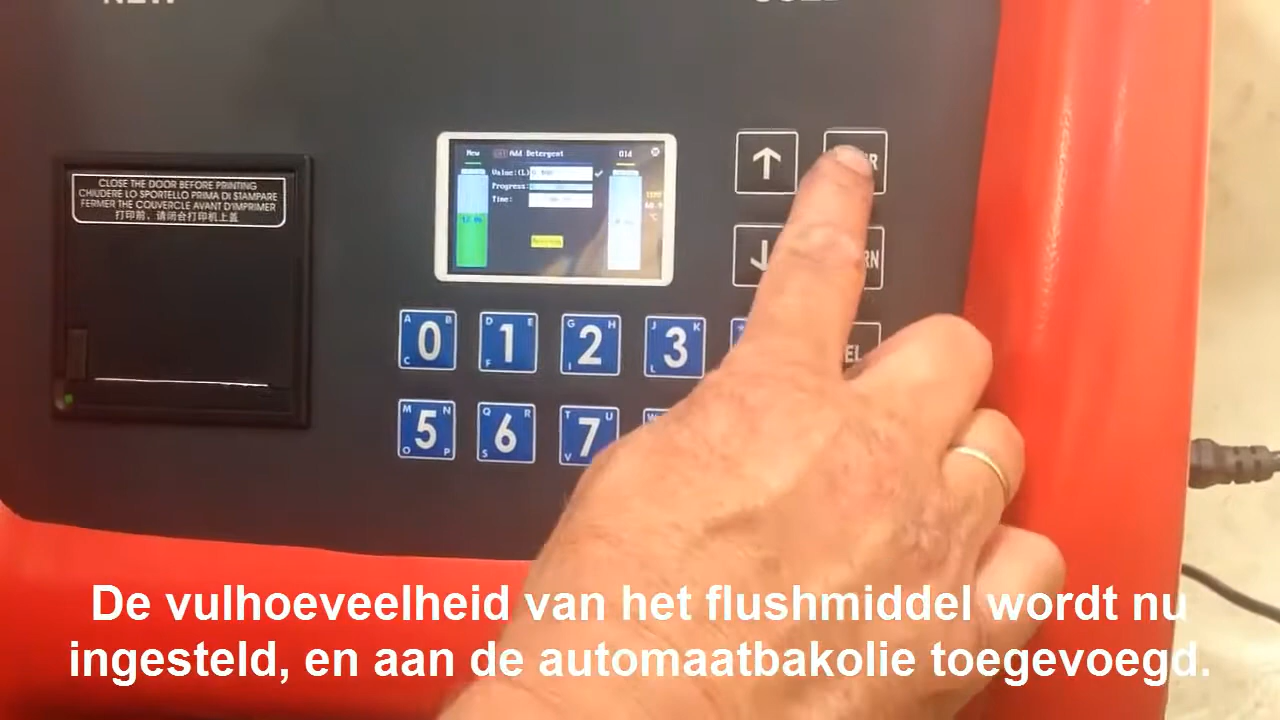 NEW
CLOSE THE DOOR BEFORE PRINTING
CHIUDERE LO SPORTELLO PRIMA DI STAMPARE
FERMER LE COUVERCLE AVANT D'IMPRIMER
打印前，请闭合打印机上盖
New
Add Detergent
Old
Value:(L)
Progress:
Time:
A B
0
C
D E
1
F
G H
2
I
J K
3
L
M N
5
O P
Q R
6
S
T U
7
V
De vulhoeveelheid van het flushmiddel wordt nu
ingesteld, en aan de automaatbakolie toegevoegd.